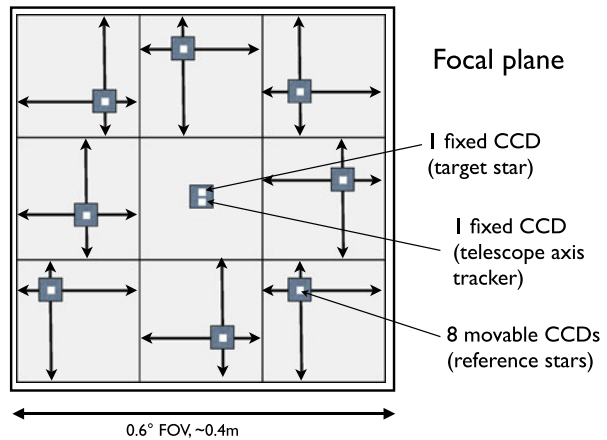 Focal plane
1 fixed CCD
(target star)
1 fixed CCD
(telescope axis
tracker)
8 movable CCDs
(reference stars)
0.6° FOV, ~0.4m